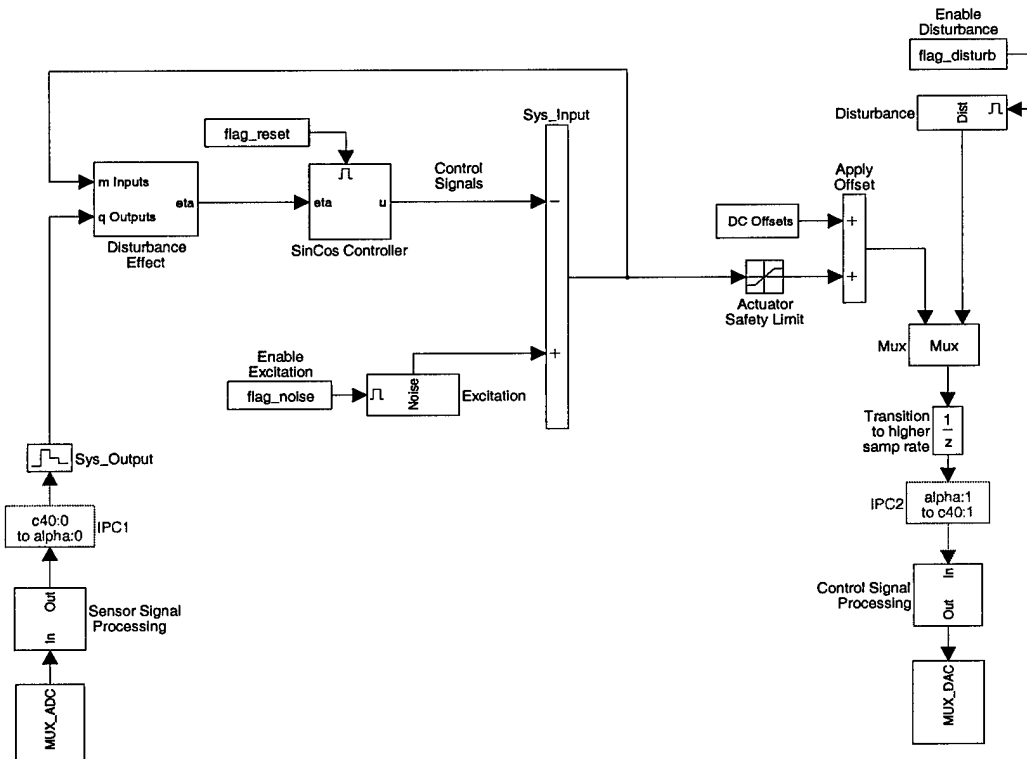 Enable
Disturbance
flag_disturb
Sys_Input
Disturbance
Dist
flag_reset
Control
Signals
Apply
Offset
m Inputs
q Outputs
eta
eta
u
−
DC Offsets
+
Disturbance
Effect
SinCos Controller
+
Actuator
Safety Limit
Enable
Excitation
flag_noise
Noise
Excitation
+
Mux
Mux
Transition
to higher
samp rate
1
z
Sys_Output
c40:0
to alpha:0
IPC1
IPC2
alpha:1
to c40:1
Out
In
Sensor Signal
Processing
Control Signal
Processing
In
Out
MUX_ADC
MUX_DAC